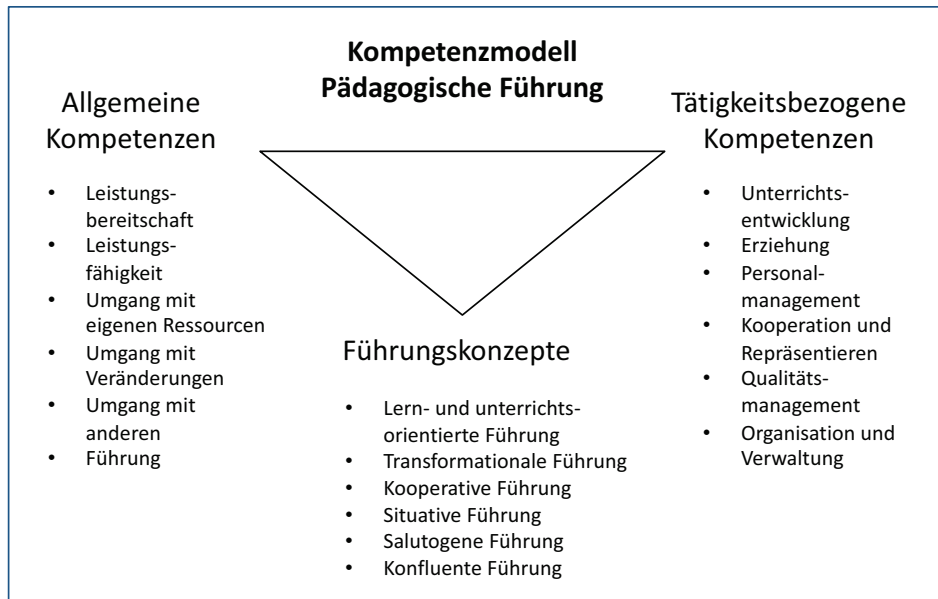 Kompetenzmodell
Pädagogische Führung
Allgemeine
Kompetenzen
• Leistungs-
bereitschaft
• Leistungs-
fähigkeit
• Umgang mit
eigenen Ressourcen
• Umgang mit
Veränderungen
• Umgang mit
anderen
• Führung
Führungskonzepte
• Lern- und unterrichts-
orientierte Führung
• Transformationale Führung
• Kooperative Führung
• Situative Führung
• Salutogene Führung
• Konfluente Führung
Tätigkeitsbezogene
Kompetenzen
• Unterrichts-
entwicklung
• Erziehung
• Personal-
management
• Kooperation und
Repräsentieren
• Qualitäts-
management
• Organisation und
Verwaltung